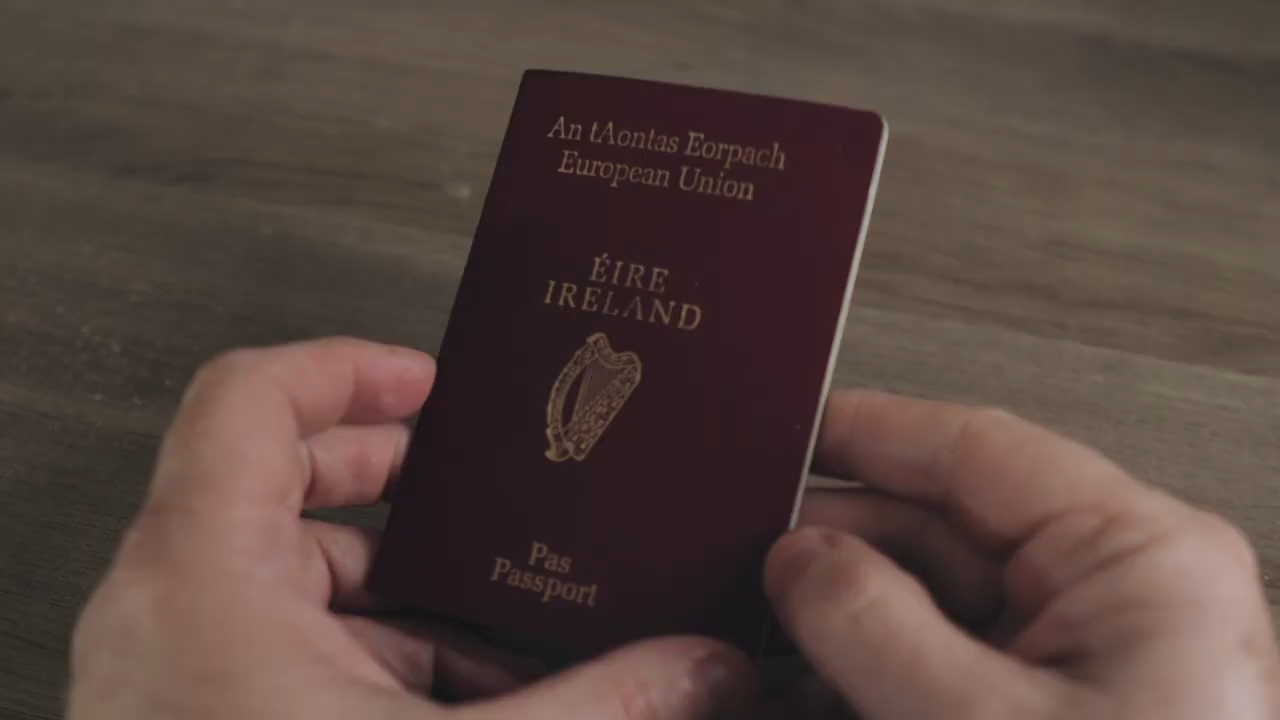 An tAontas Eorpach
European Union
ÉIRE
IRELAND
Pas
Passport